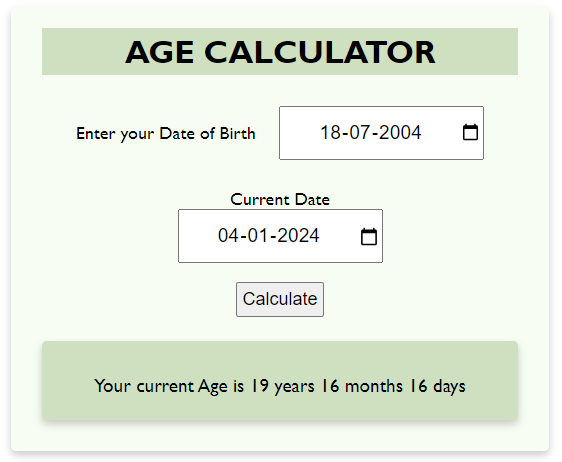 AGE CALCULATOR
Enter your Date of Birth 18-07-2004
Current Date
04-01-2024
Calculate
Your current Age is 19 years 16 months 16 days